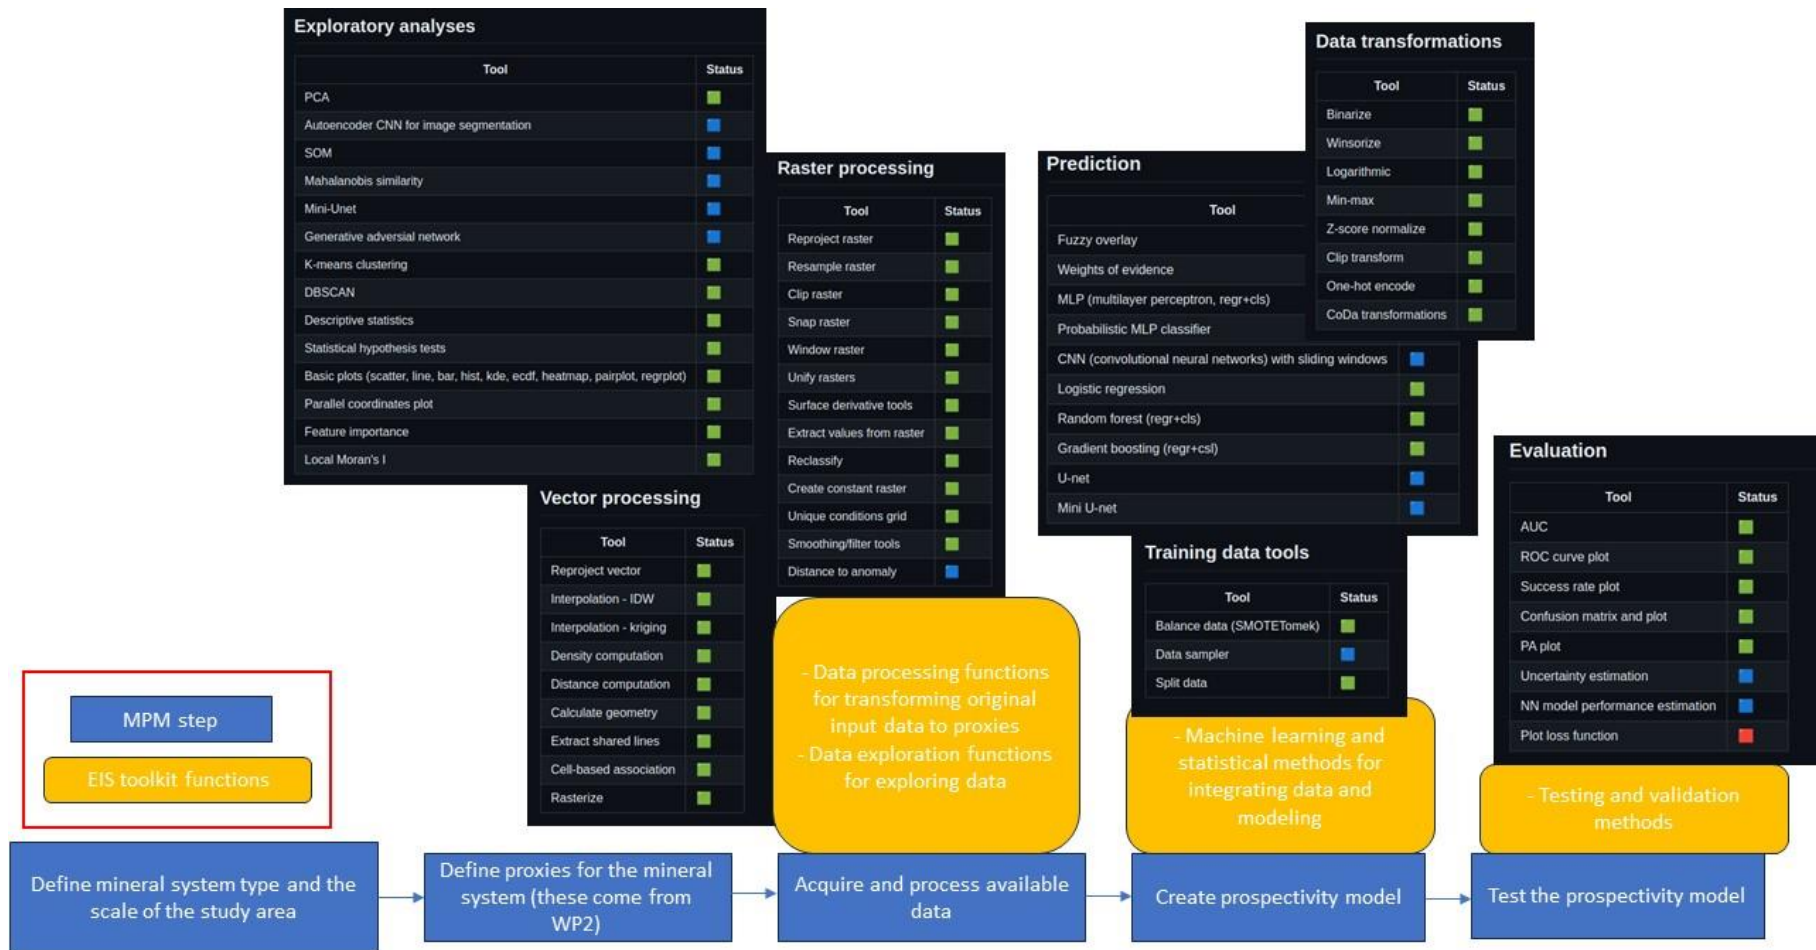 Exploratory analyses
Tool Status
PCA
Autoencoder CNN for image segmentation
SOM
Mahalanobis similarity
Mini-Unet
Generative adversial network
K-means clustering
DBSCAN
Descriptive statistics
Statistical hypothesis tests
Basic plots (scatter, line, bar, hist, kde, ecdf, heatmap, pairplot, regrplot)
Parallel coordinates plot
Feature importance
Local Moran's I
Vector processing
Tool Status
Reproject vector
Interpolation - IDW
Interpolation - kriging
Density computation
Distance computation
Calculate geometry
Extract shared lines
Cell-based association
Rasterize
Raster processing
Tool Status
Reproject raster
Resample raster
Clip raster
Snap raster
Window raster
Unify rasters
Surface derivative tools
Extract values from raster
Reclassify
Create constant raster
Unique conditions grid
Smoothing/filter tools
Distance to anomaly
Prediction
Tool
Fuzzy overlay
Weights of evidence
MLP (multilayer perceptron, regr+cls)
Probabilistic MLP classifier
CNN (convolutional neural networks) with sliding windows
Logistic regression
Random forest (regr+cls)
Gradient boosting (regr+csl)
U-net
Mini U-net
Data transformations
Tool Status
Binarize
Winsorize
Logarithmic
Min-max
Z-score normalize
Clip transform
One-hot encode
CoDa transformations
Training data tools
Tool Status
Balance data (SMOTETomek)
Data sampler
Split data
Evaluation
Tool Status
AUC
ROC curve plot
Success rate plot
Confusion matrix and plot
PA plot
Uncertainty estimation
NN model performance estimation
Plot loss function
MPM step
EIS toolkit functions
- Data processing functions
for transforming original
input data to proxies
- Data exploration functions
for exploring data
- Machine learning and
statistical methods for
integrating data and
modeling
- Testing and validation
methods
Define mineral system type and the
scale of the study area
Define proxies for the mineral
system (these come from
WP2)
Acquire and process available
data
Create prospectivity model
Test the prospectivity model